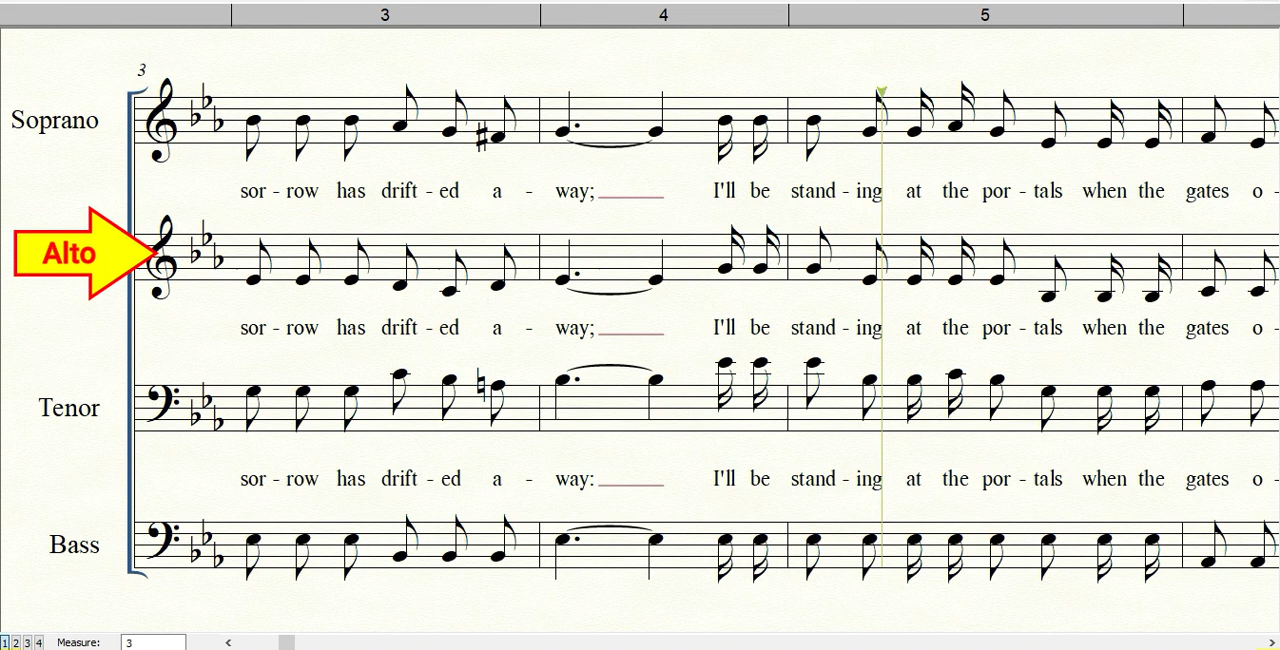 3 4 5
3
Soprano
sor - row has drift - ed a - way;_____ I'll be stand - ing at the por - tals when the gates o
Alto
sor - row has drift - ed a - way;_____ I'll be stand - ing at the por - tals when the gates o -
Tenor
sor - row has drift - ed a - way:_____ I'll be stand - ing at the por - tals when the gates o -
Bass
1 2 3 4 Measure: 3 < >